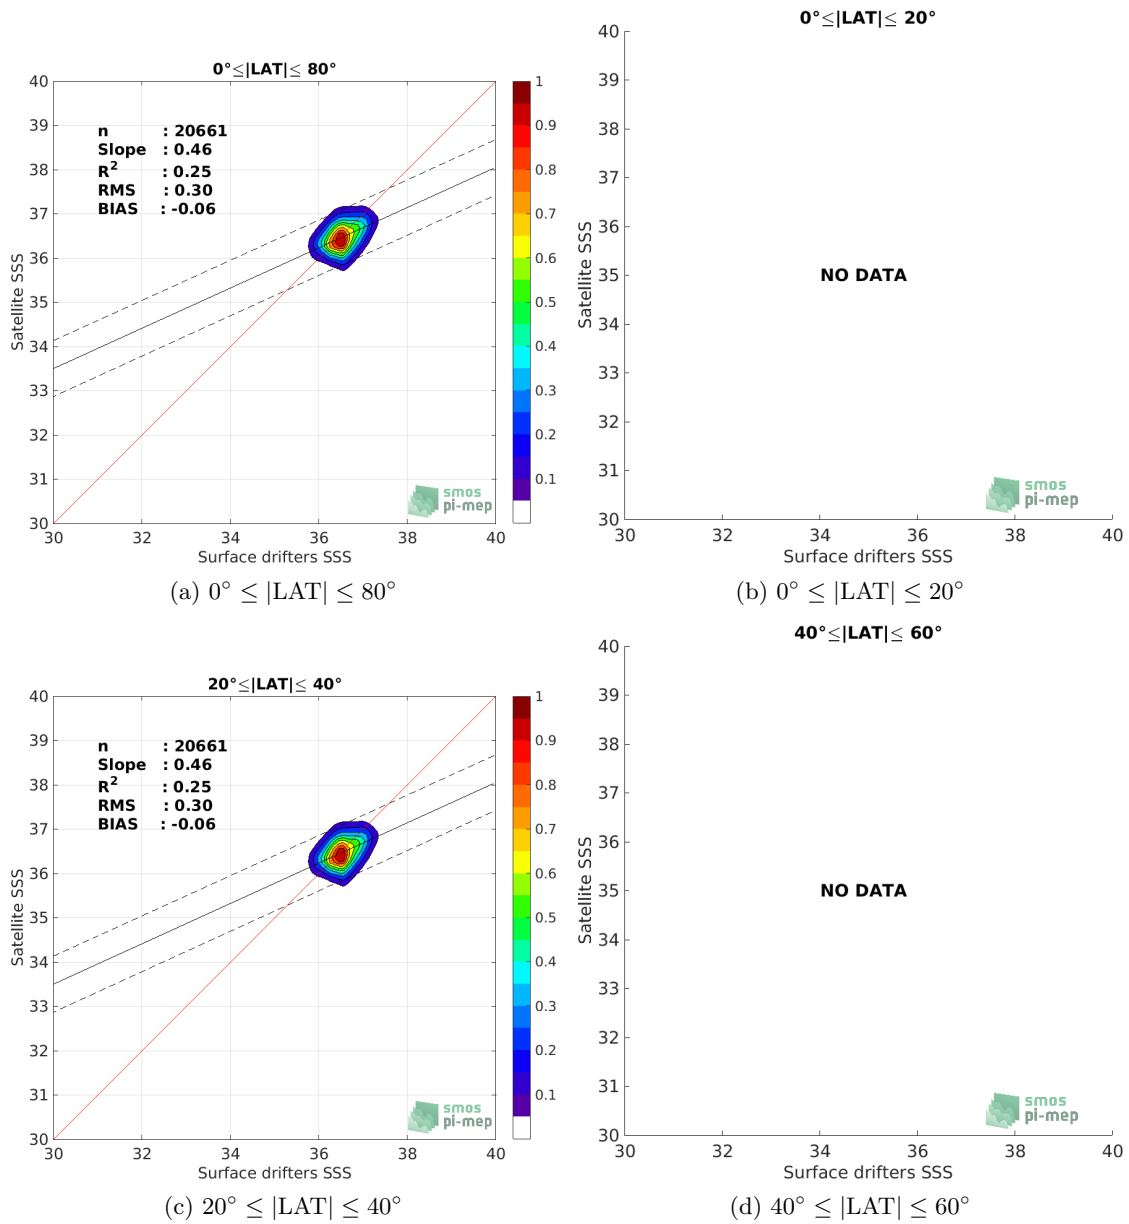 0°≤|LAT|≤ 80°
40
39
38
37
36
35
34
33
32
31
30
n : 20661
Slope : 0.46
R² : 0.25
RMS : 0.30
BIAS : -0.06
Satellite SSS
30 32 34 36 38 40
Surface drifters SSS
1
0.9
0.8
0.7
0.6
0.5
0.4
0.3
0.2
0.1
smos
pi-mep
(a) 0° ≤ |LAT| ≤ 80°
0°≤|LAT|≤ 20°
40
39
38
37
36
35
34
33
32
31
30
Satellite SSS
NO DATA
smos
pi-mep
30 32 34 36 38 40
Surface drifters SSS
(b) 0° ≤ |LAT| ≤ 20°
20°≤|LAT|≤ 40°
40
39
38
37
36
35
34
33
32
31
30
n : 20661
Slope : 0.46
R² : 0.25
RMS : 0.30
BIAS : -0.06
Satellite SSS
30 32 34 36 38 40
Surface drifters SSS
1
0.9
0.8
0.7
0.6
0.5
0.4
0.3
0.2
0.1
smos
pi-mep
(c) 20° ≤ |LAT| ≤ 40°
40°≤|LAT|≤ 60°
40
39
38
37
36
35
34
33
32
31
30
Satellite SSS
NO DATA
smos
pi-mep
30 32 34 36 38 40
Surface drifters SSS
(d) 40° ≤ |LAT| ≤ 60°